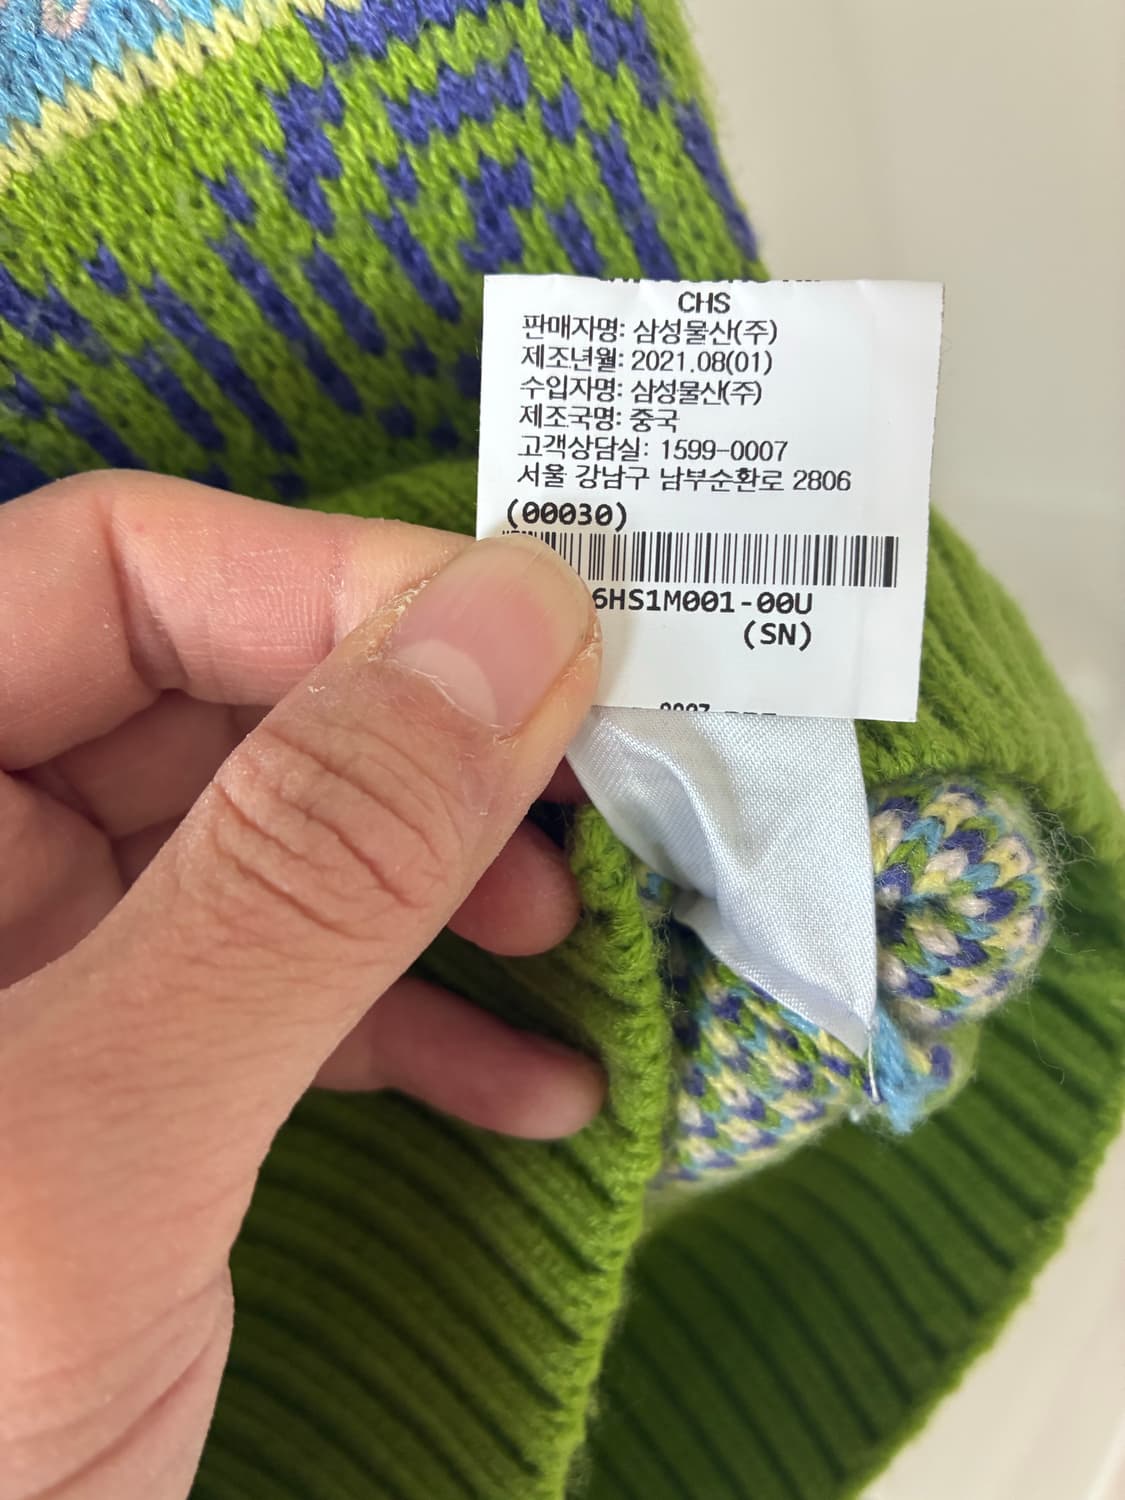 CHS
판매자명: 삼성물산(주)
제조년월: 2021.08(01)
수입자명: 삼성물산(주)
제조국명: 중국
고객상담실: 1599-0007
서울 강남구 남부순환로 2806
(00030)
6HS1M001-00U
(SN)